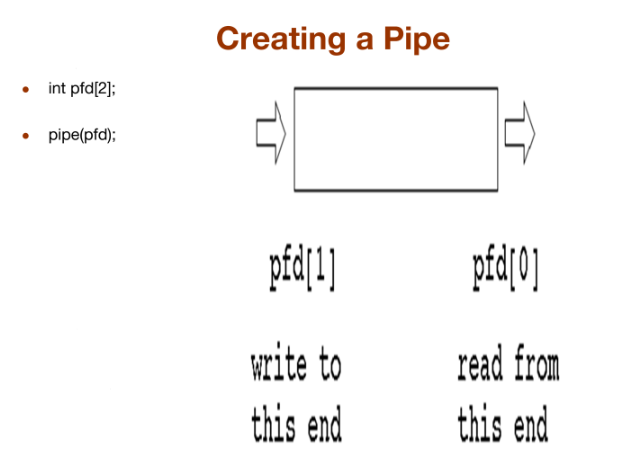 Creating a Pipe
• int pfd[2];
• pipe(pfd);
pfd[1]
write to
this end
pfd[0]
read from
this end